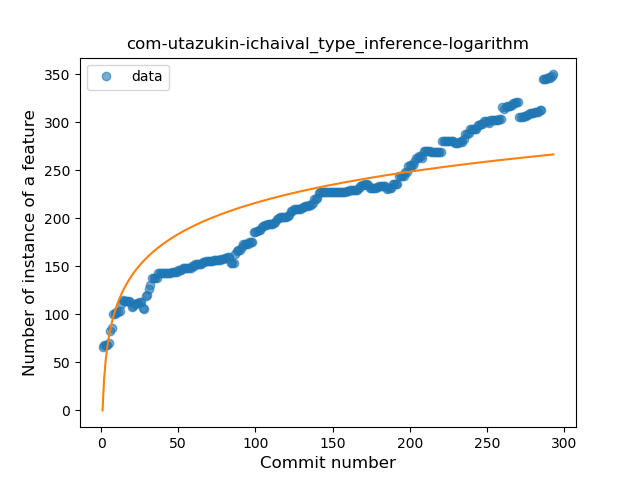 com-utazukin-ichaival_type_inference-logarithm
data
Number of instance of a feature
350
300
250
200
150
100
50
0
0 50 100 150 200 250 300
Commit number